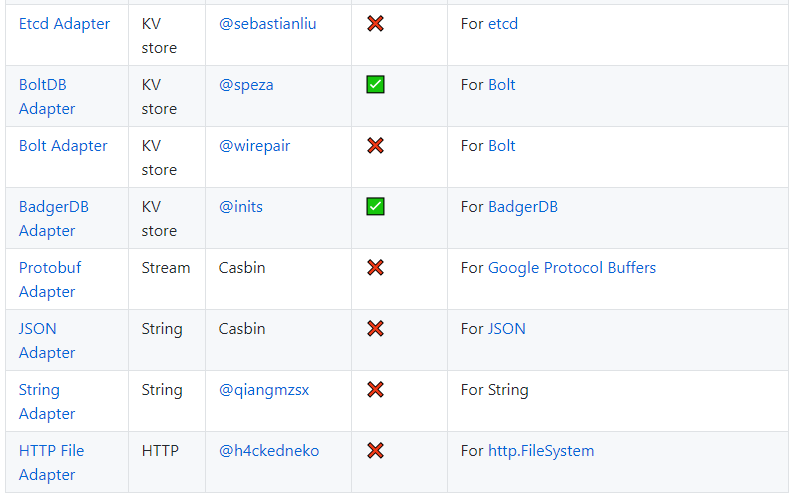 Etcd Adapter KV store @sebastianliu ❌ For etcd
BoltDB Adapter KV store @speza ✅ For Bolt
Bolt Adapter KV store @wirepair ❌ For Bolt
BadgerDB Adapter KV store @inits ✅ For BadgerDB
Protobuf Adapter Stream Casbin ❌ For Google Protocol Buffers
JSON Adapter String Casbin ❌ For JSON
String Adapter String @qiangmzsx ❌ For String
HTTP File Adapter HTTP @h4ckedneko ❌ For http.FileSystem